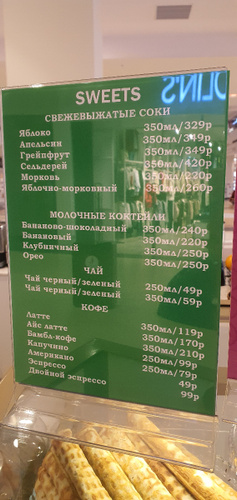 SWEETS
OLIN'S
СВЕЖЕВЫЖАТЫЕ СОКИ
Яблоко 350мл/329р
Апельсин 350мл/349р
Грейпфрут 350мл/349р
Сельдерей 350мл/420р
Морковь 350мл/220р
Яблочно-морковный 350мл/260р
МОЛОЧНЫЕ КОКТЕЙЛИ
Бананово-шоколадный 350мл/240р
Банановый 350мл/220р
Клубничный 350мл/250р
Орео 350мл/250р
ЧАЙ
Чай черный/зеленый 250мл/49р
Чай черный/зеленый 350мл/59р
КОФЕ
Латте 350мл/119р
Айс латте 350мл/170р
Бамбл-кофе 350мл/210р
Капучино 250мл/99р
Американо 250мл/79р
Эспрессо 49р
Двойной эспрессо 99р